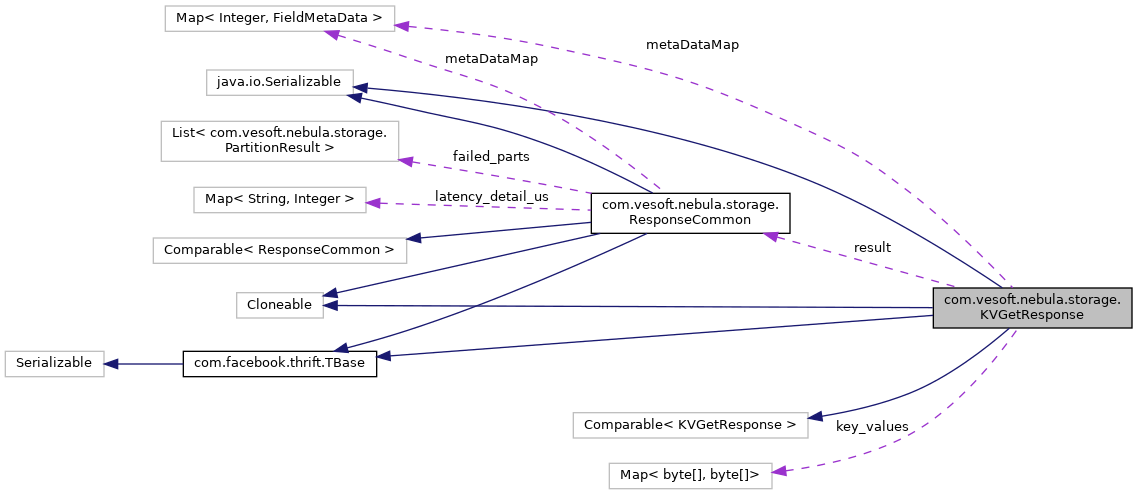 Map< Integer, FieldMetaData >
metaDataMap
metaDataMap
java.io.Serializable
List< com.vesoft.nebula.storage.
PartitionResult >
failed_parts
Map< String, Integer >
latency_detail_us
com.vesoft.nebula.storage.
ResponseCommon
Comparable< ResponseCommon >
result
Cloneable
com.vesoft.nebula.storage.
KVGetResponse
Serializable
com.facebook.thrift.TBase
Comparable< KVGetResponse >
key_values
Map< byte[], byte[]>